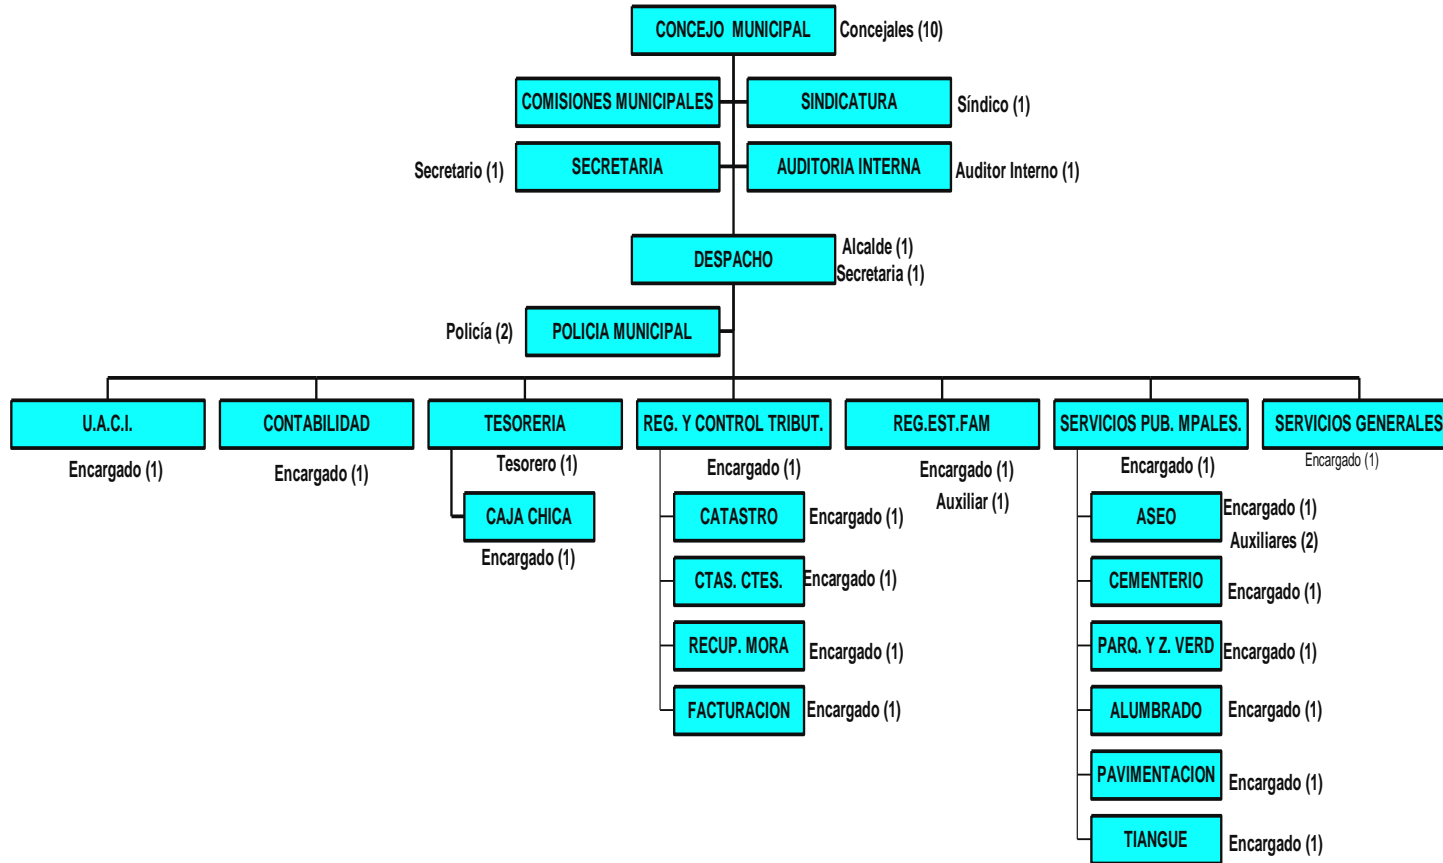 CONCEJO MUNICIPAL
Concejales (10)
COMISIONES MUNICIPALES
SINDICATURA
Síndico (1)
Secretario (1)
SECRETARIA
AUDITORIA INTERNA
Auditor Interno (1)
DESPACHO
Alcalde (1)
Secretaria (1)
Policía (2)
POLICIA MUNICIPAL
U.A.C.I.
Encargado (1)
CONTABILIDAD
Encargado (1)
TESORERIA
Tesorero (1)
CAJA CHICA
Encargado (1)
REG. Y CONTROL TRIBUT.
Encargado (1)
CATASTRO
Encargado (1)
CTAS. CTES.
Encargado (1)
RECUP. MORA
Encargado (1)
FACTURACION
Encargado (1)
REG.EST.FAM
Encargado (1)
Auxiliar (1)
SERVICIOS PUB. MPALES.
Encargado (1)
ASEO
Encargado (1)
Auxiliares (2)
CEMENTERIO
Encargado (1)
PARQ. Y Z. VERD
Encargado (1)
ALUMBRADO
Encargado (1)
PAVIMENTACION
Encargado (1)
TIANGUE
Encargado (1)
SERVICIOS GENERALES
Encargado (1)